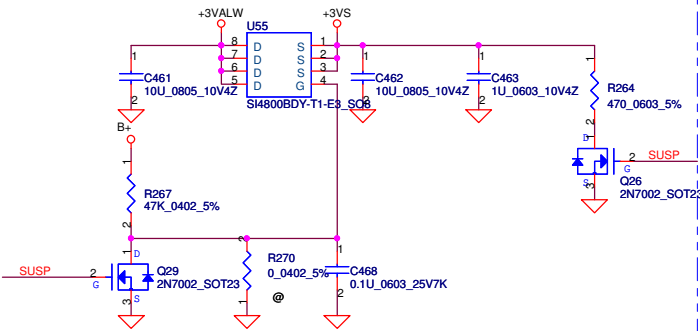 +3VALW
+3VS
U55
8 D S 1
7 D S 2
6 D S 3
5 D G 4
SI4800BDY-T1-E3_SO8
1
C461
10U_0805_10V4Z
2
1
C462
10U_0805_10V4Z
2
1
C463
1U_0603_10V4Z
2
1
R264
470_0603_5%
2
B+
1
R267
47K_0402_5%
2
D
1
2
G
S
3
SUSP
Q26
2N7002_SOT23
SUSP
2
G
1
D
S
3
Q29
2N7002_SOT23
2
R270
0_0402_5%
1
@
1
C468
0.1U_0603_25V7K
2